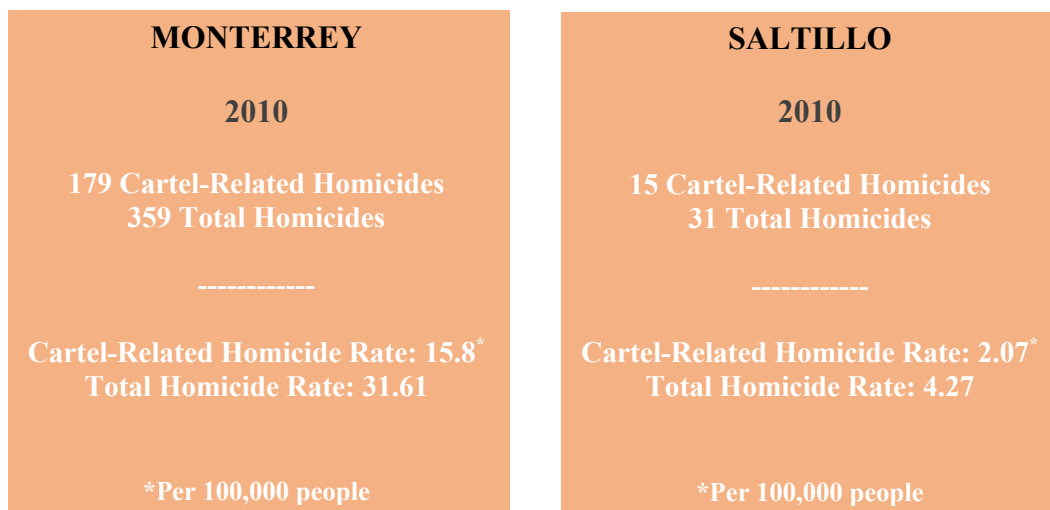 MONTERREY
2010
179 Cartel-Related Homicides
359 Total Homicides
------------
Cartel-Related Homicide Rate: 15.8*
Total Homicide Rate: 31.61
*Per 100,000 people
SALTILLO
2010
15 Cartel-Related Homicides
31 Total Homicides
------------
Cartel-Related Homicide Rate: 2.07*
Total Homicide Rate: 4.27
*Per 100,000 people